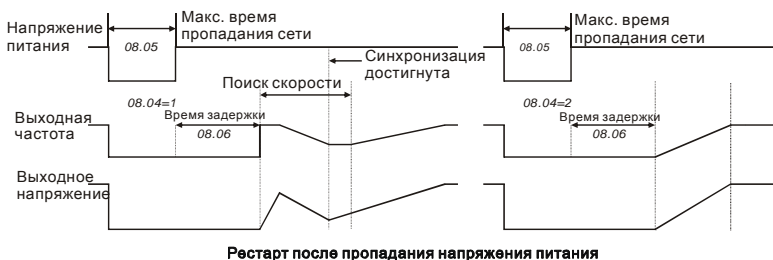 Напряжение
питания
08.05
Макс. время
пропадания сети
Синхронизация
достигнута
Поиск скорости
08.05
Макс. время
пропадания сети
08.04=1
Время задержки
08.06
08.04=2
Время задержки
08.06
Выходная
частота
Выходное
напряжение
Рестарт после пропадания напряжения питания